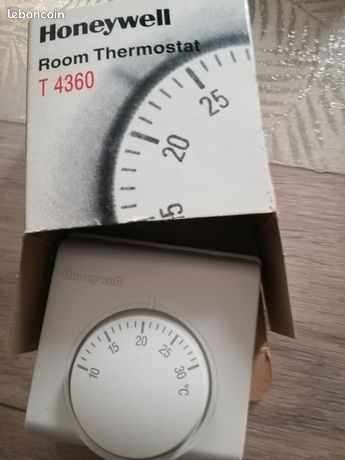 leboncoin
Honeywell
Room Thermostat
T 4360
25
20
15
Honeywell
10 15 20 25 30 °C